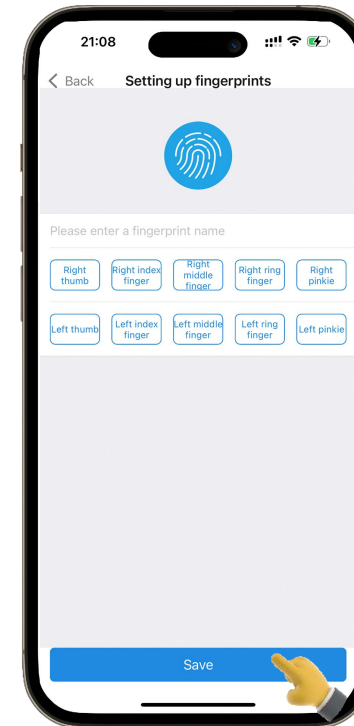 21:08
Back Setting up fingerprints
Please enter a fingerprint name
Right thumb
Right index finger
Right middle finger
Right ring finger
Right pinkie
Left thumb
Left index finger
Left middle finger
Left ring finger
Left pinkie
Save